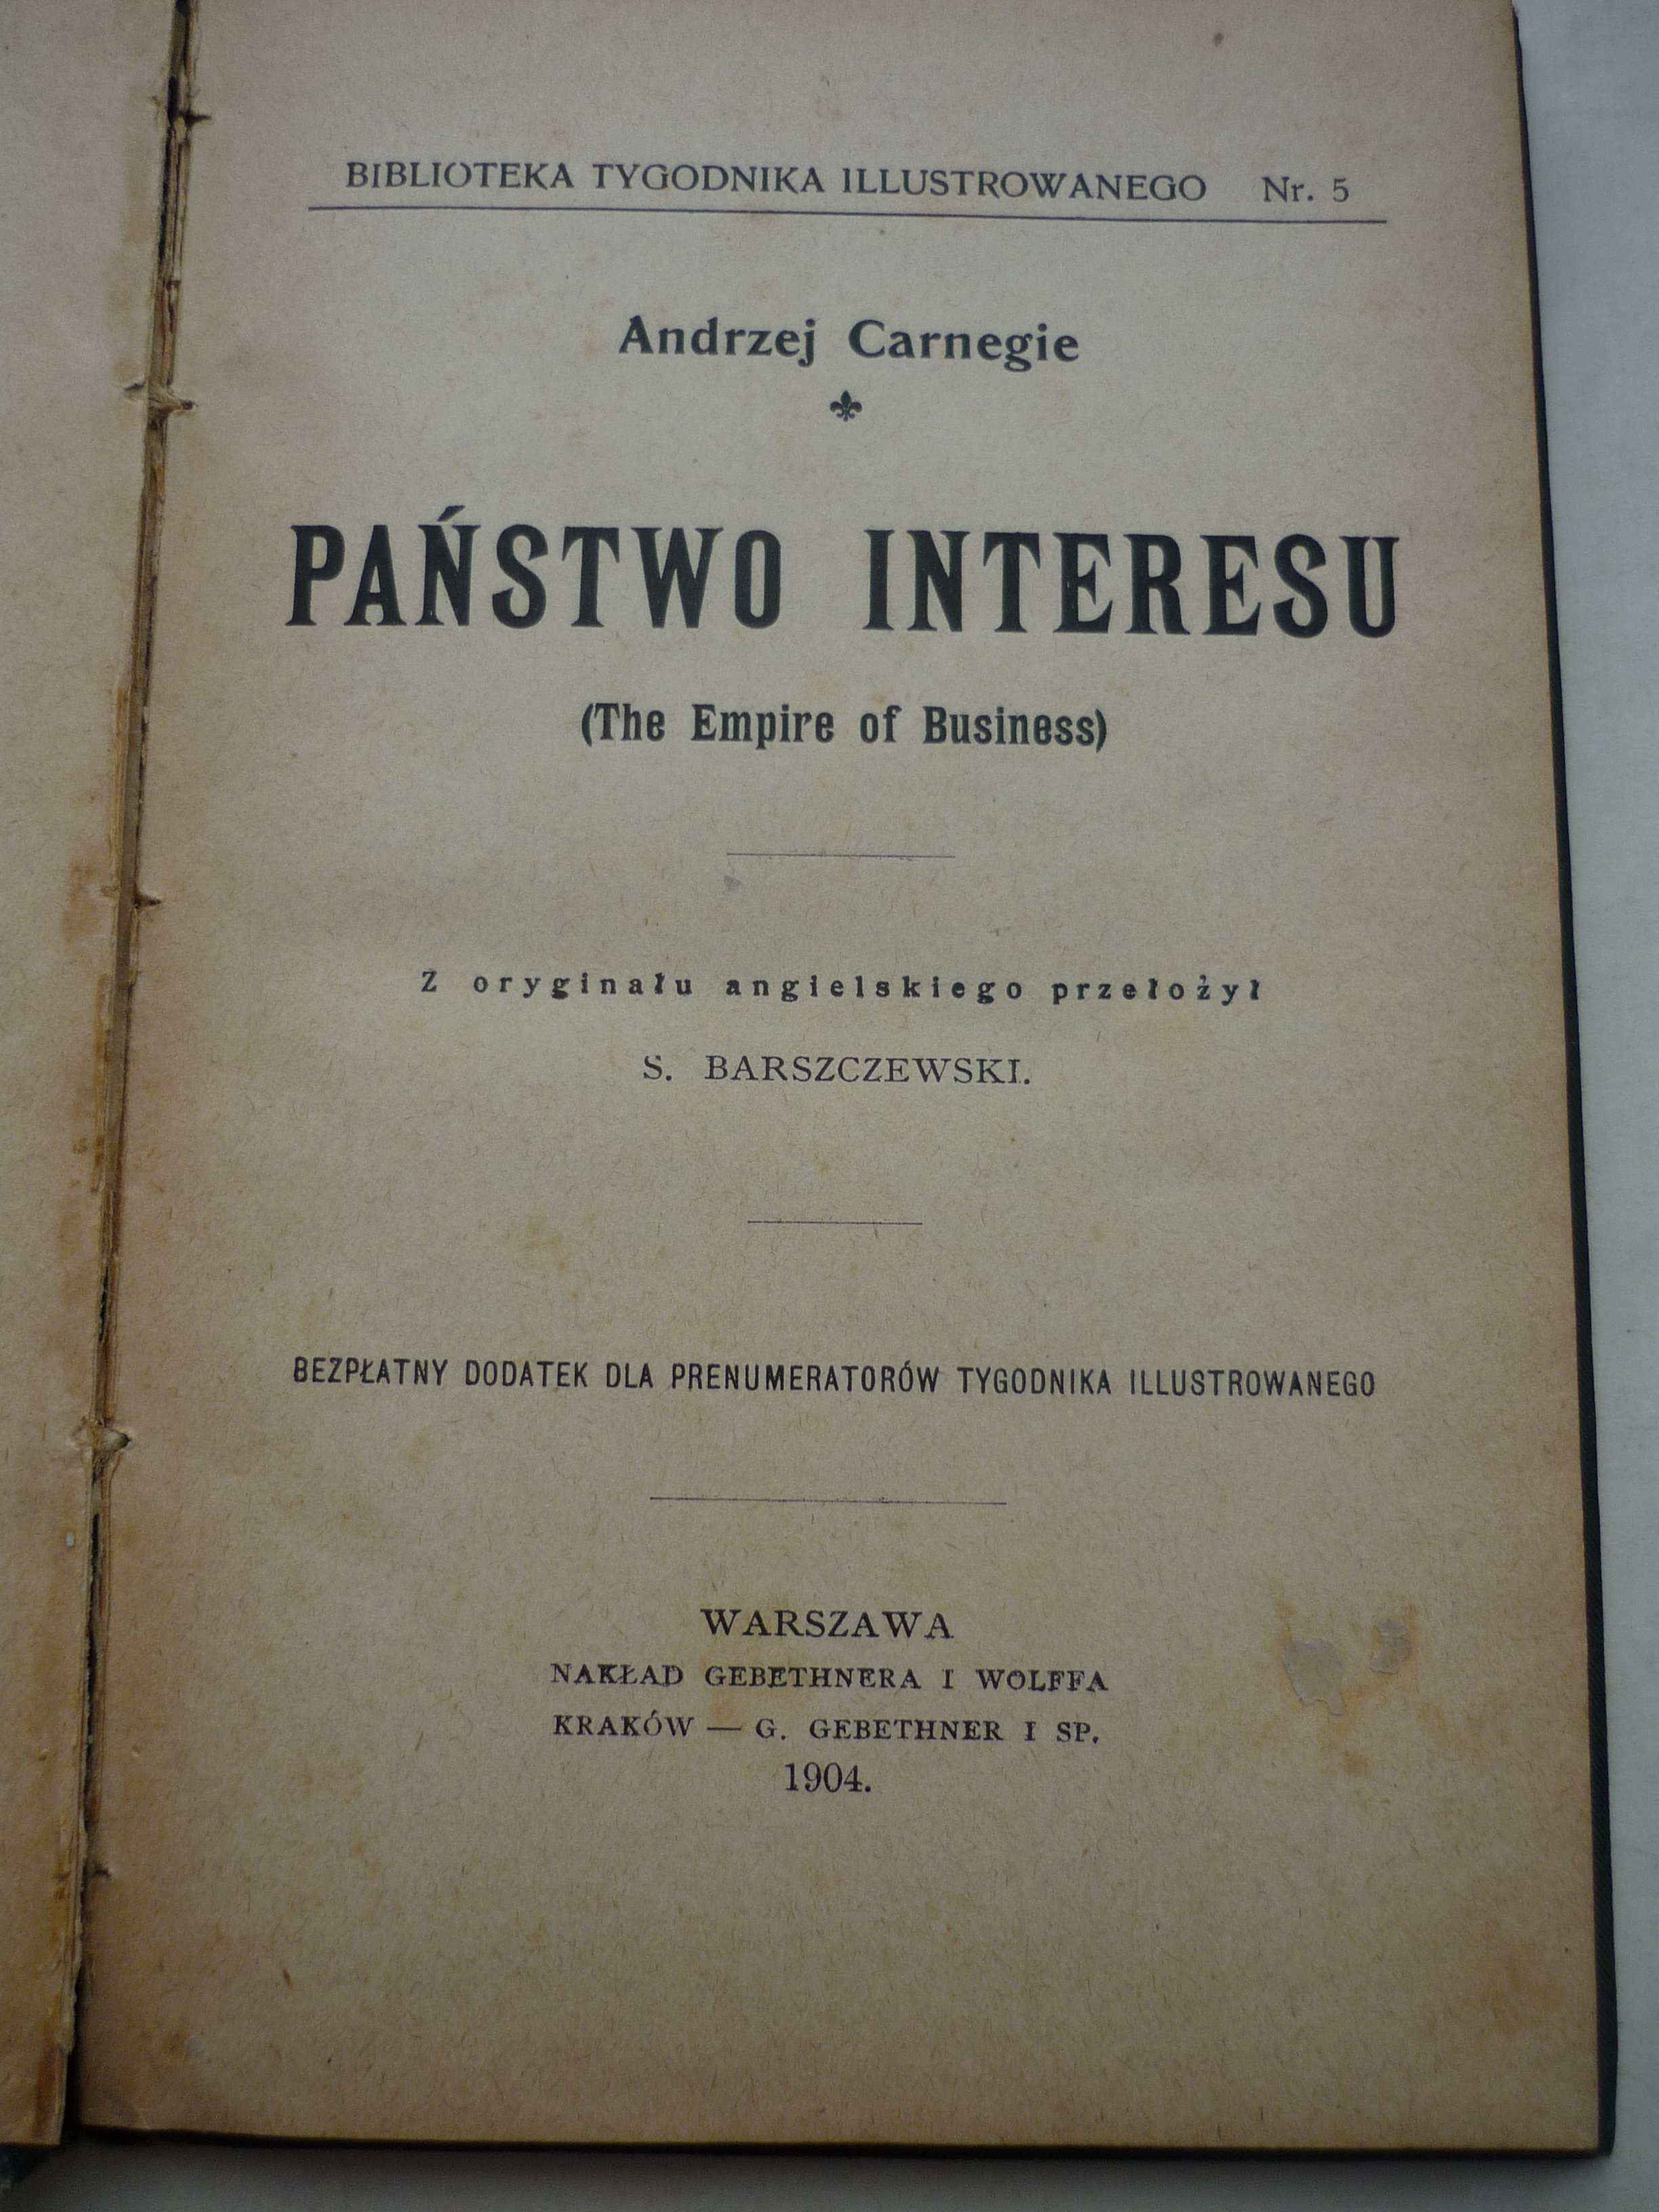 BIBLIOTEKA TYGODNIKA ILLUSTROWANEGO Nr. 5
Andrzej Carnegie
PAŃSTWO INTERESU
(The Empire of Business)
Z oryginału angielskiego przełożył
S. BARSZCZEWSKI.
BEZPŁATNY DODATEK DLA PRENUMERATORÓW TYGODNIKA ILLUSTROWANEGO
WARSZAWA
NAKŁAD GEBETHNERA I WOLFFA
KRAKÓW — G. GEBETHNER I SP.
1904.